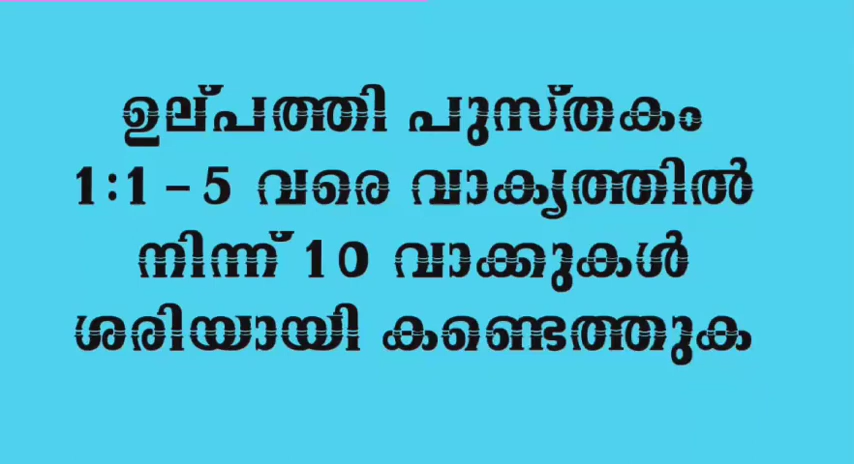 ഉല്പത്തി പുസ്തകം
1:1-5 വരെ വാക്യത്തിൽ
നിന്ന് 10 വാക്കുകൾ
ശരിയായി കണ്ടെത്തുക